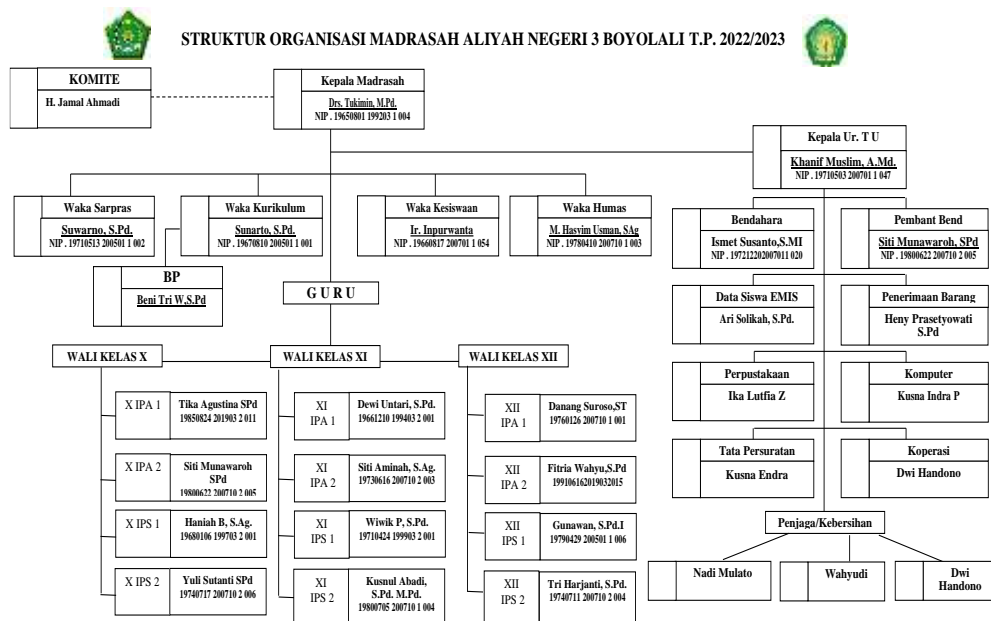 STRUKTUR ORGANISASI MADRASAH ALIYAH NEGERI 3 BOYOLALI T.P. 2022/2023
KOMITE
H. Jamal Ahmadi
Kepala Madrasah
Drs. Tukimin, M.Pd.
NIP . 19650801 199203 1 004
Kepala Ur. T U
Khanif Muslim, A.Md.
NIP . 19710503 200701 1 047
Waka Sarpras
Suwarno, S.Pd.
NIP . 19710513 200501 1 002
Waka Kurikulum
Sunarto, S.Pd.
NIP . 19670810 200501 1 001
Waka Kesiswaan
Ir. Inpurwanta
NIP . 19660817 200701 1 054
Waka Humas
M. Hasyim Usman, SAg
NIP . 19780410 200710 1 003
BP
Beni Tri W,S.Pd
G U R U
Bendahara
Ismet Susanto,S.MI
NIP . 197212202007011 020
Pembant Bend
Siti Munawaroh, SPd
NIP . 19800622 200710 2 005
Data Siswa EMIS
Ari Solikah, S.Pd.
Penerimaan Barang
Heny Prasetyowati
S.Pd
Perpustakaan
Ika Lutfia Z
Komputer
Kusna Indra P
Tata Persuratan
Kusna Endra
Koperasi
Dwi Handono
Penjaga/Kebersihan
Nadi Mulato
Wahyudi
Dwi
Handono
WALI KELAS X
X IPA 1
Tika Agustina SPd
19850824 201903 2 011
X IPA 2
Siti Munawaroh
SPd
19800622 200710 2 005
X IPS 1
Haniah B, S.Ag.
19680106 199703 2 001
X IPS 2
Yuli Sutanti SPd
19740717 200710 2 006
WALI KELAS XI
XI
IPA 1
Dewi Untari, S.Pd.
19661210 199403 2 001
XI
IPA 2
Siti Aminah, S.Ag.
19730616 200710 2 003
XI
IPS 1
Wiwik P, S.Pd.
19710424 199903 2 001
XI
IPS 2
Kusnul Abadi,
S.Pd. M.Pd.
19800705 200710 1 004
WALI KELAS XII
XII
IPA 1
Danang Suroso,ST
19760126 200710 1 001
XII
IPA 2
Fitria Wahyu,S.Pd
199106162019032015
XII
IPS 1
Gunawan, S.Pd.I
19790429 200501 1 006
XII
IPS 2
Tri Harjanti, S.Pd.
19740711 200710 2 004